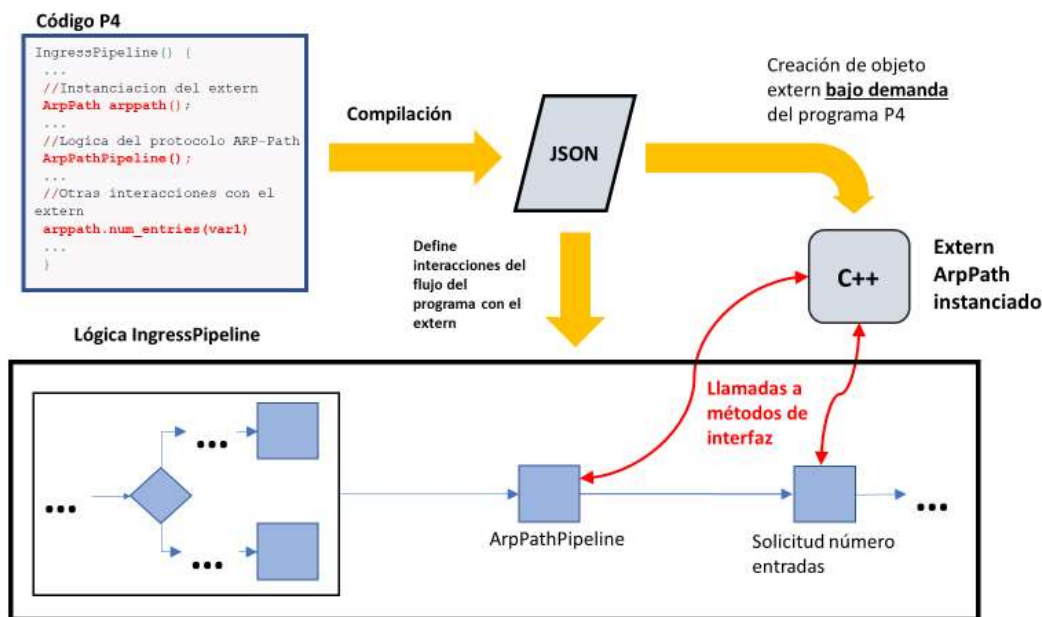 Código P4
IngressPipeline() {
...
//Instanciacion del extern
ArpPath arppath();
...
//Logica del protocolo ARP-Path
ArpPathPipeline();
...
//Otras interacciones con el
extern
arppath.num_entries(var1)
...
}
Compilación
JSON
Creación de objeto
extern bajo demanda
del programa P4
Define
interacciones del
flujo del
programa con el
extern
C++
Extern
ArpPath
instanciado
Lógica IngressPipeline
Llamadas a
métodos de
interfaz
...
...
...
...
ArpPathPipeline
Solicitud número
entradas